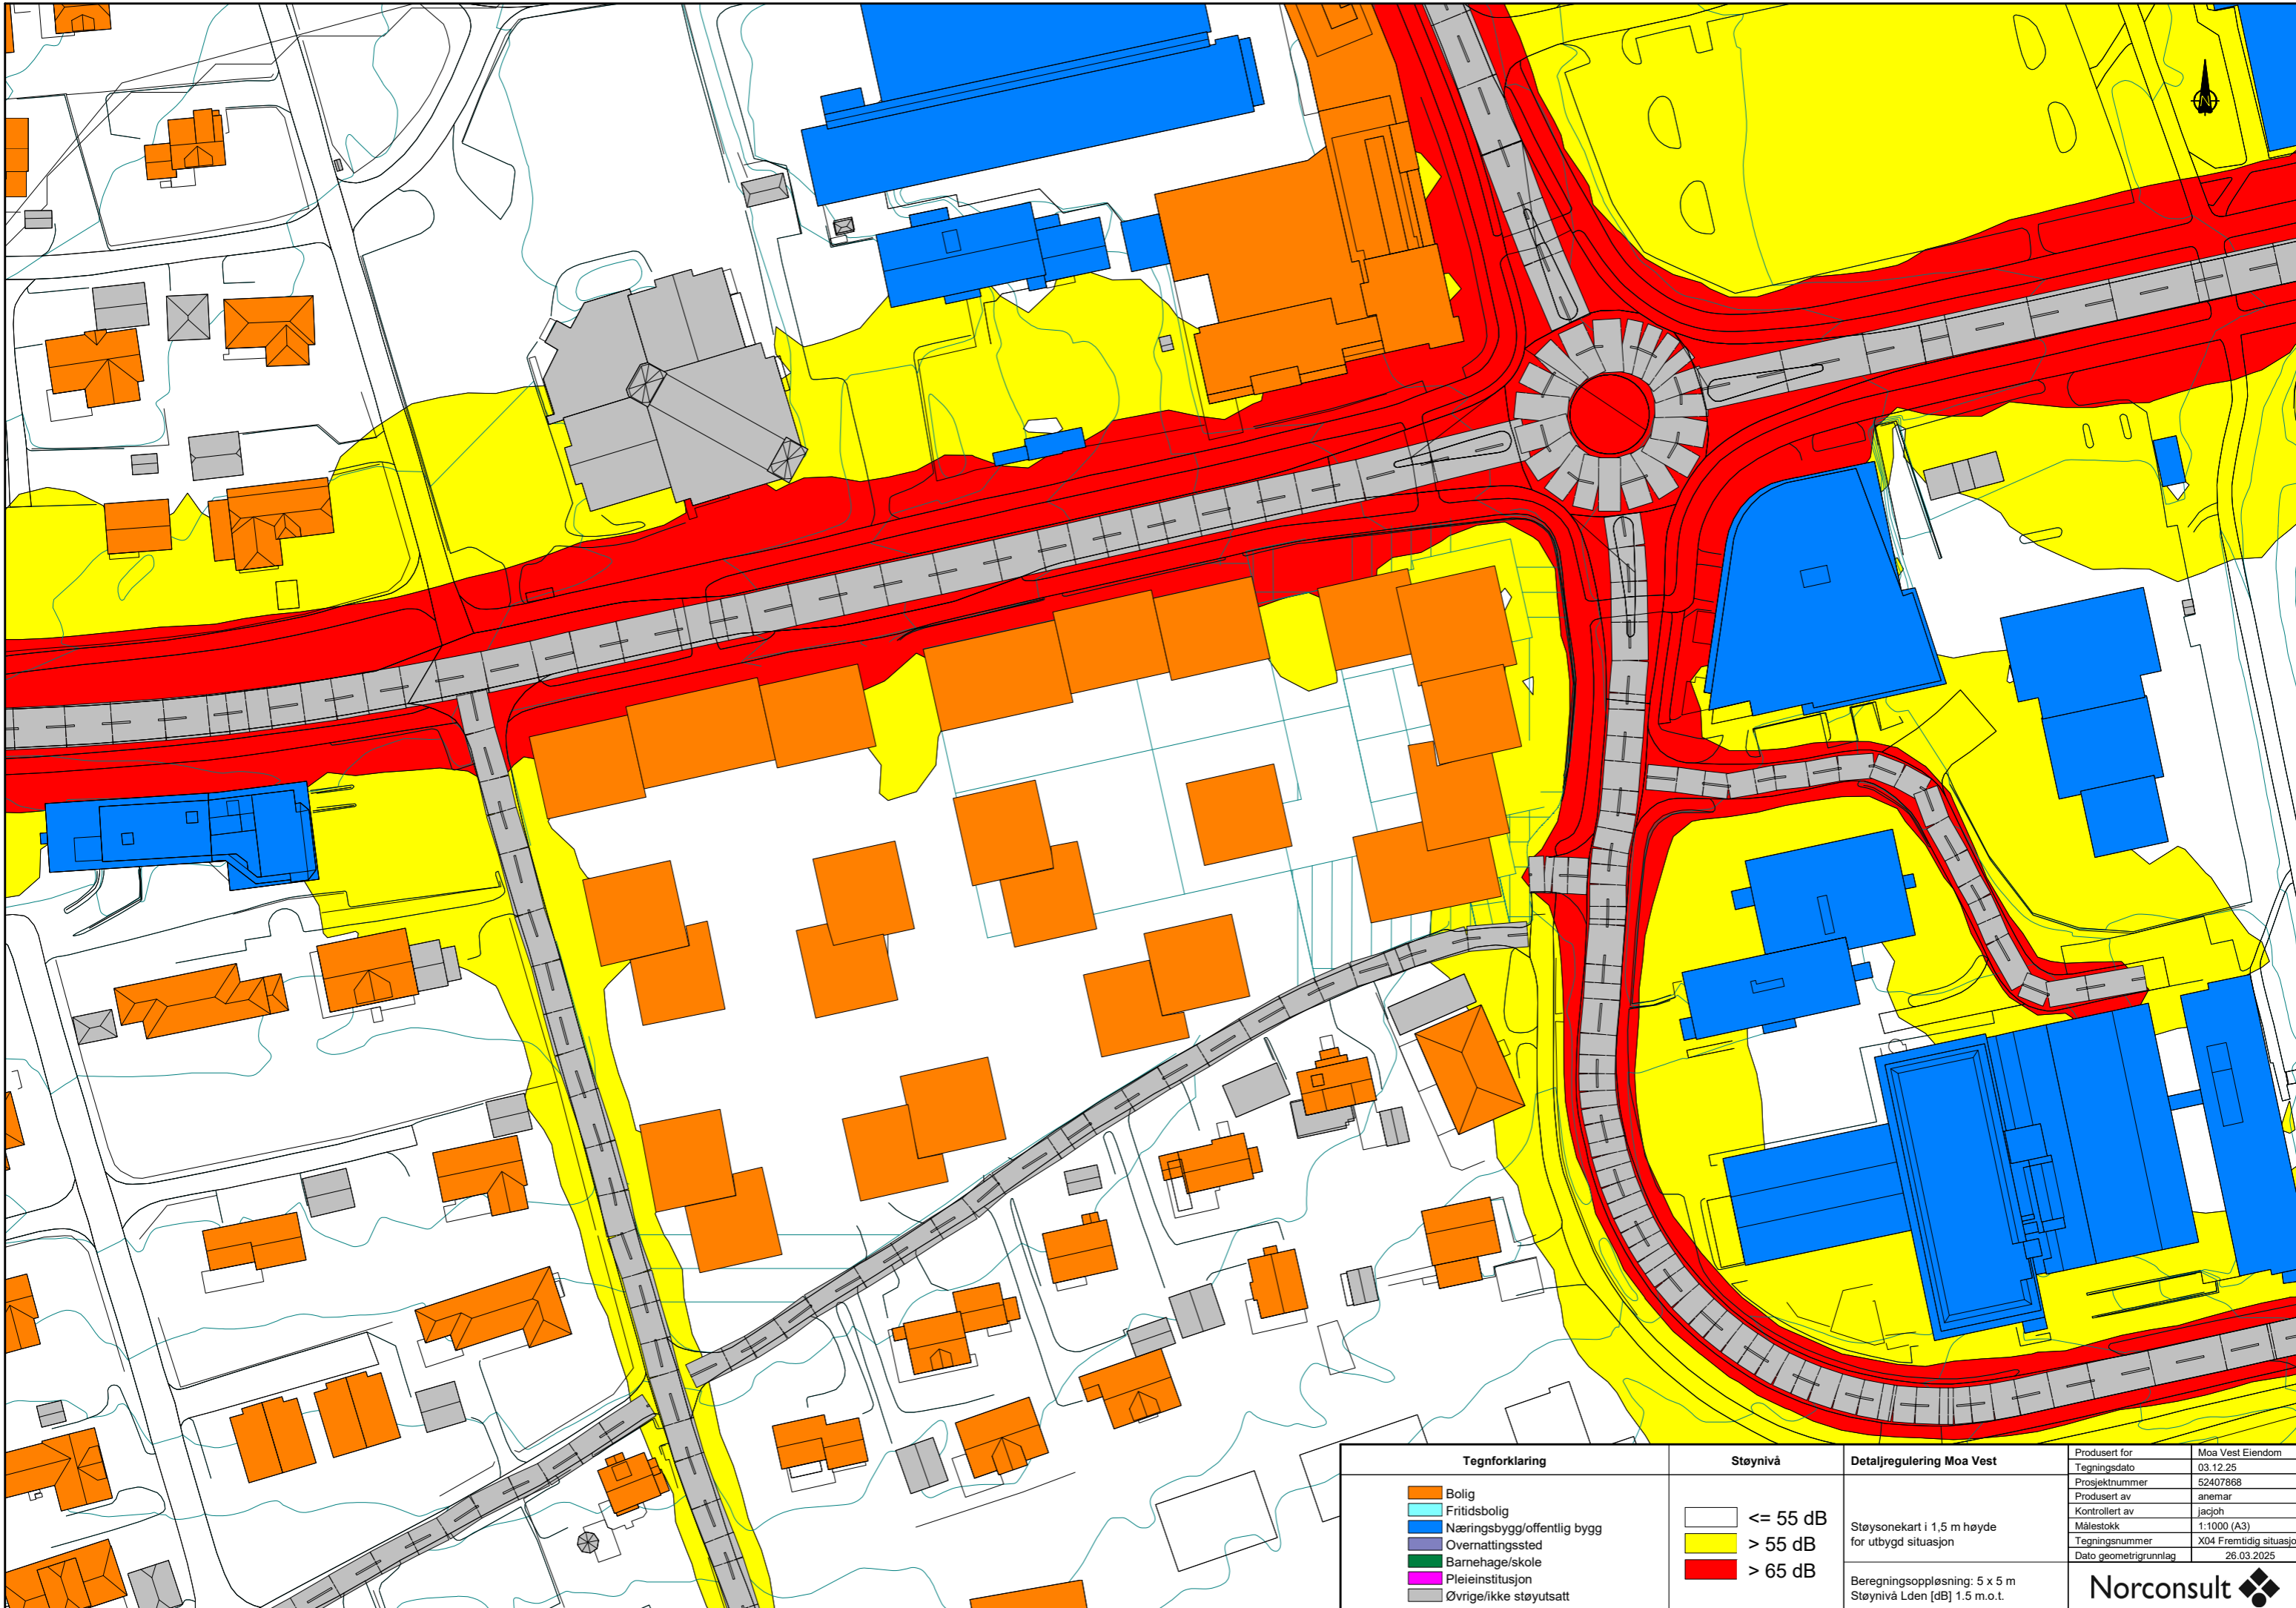 N
Tegnforklaring
Bolig
Fritidsbolig
Næringsbygg/offentlig bygg
Overnattingssted
Barnehage/skole
Pleieinstitusjon
Øvrige/ikke støyutsatt
Støynivå
<= 55 dB
> 55 dB
> 65 dB
Detaljregulering Moa Vest
Støysonekart i 1,5 m høyde
for utbygd situasjon
Beregningsoppløsning: 5 x 5 m
Støynivå Lden [dB] 1.5 m.o.t.
Produsert for Moa Vest Eiendom
Tegningsdato 03.12.25
Prosjektnummer 52407868
Produsert av anemar
Kontrollert av jacjoh
Målestokk 1:1000 (A3)
Tegningsnummer X04 Fremtidig situasjo
Dato geometrigrunnlag 26.03.2025
Norconsult